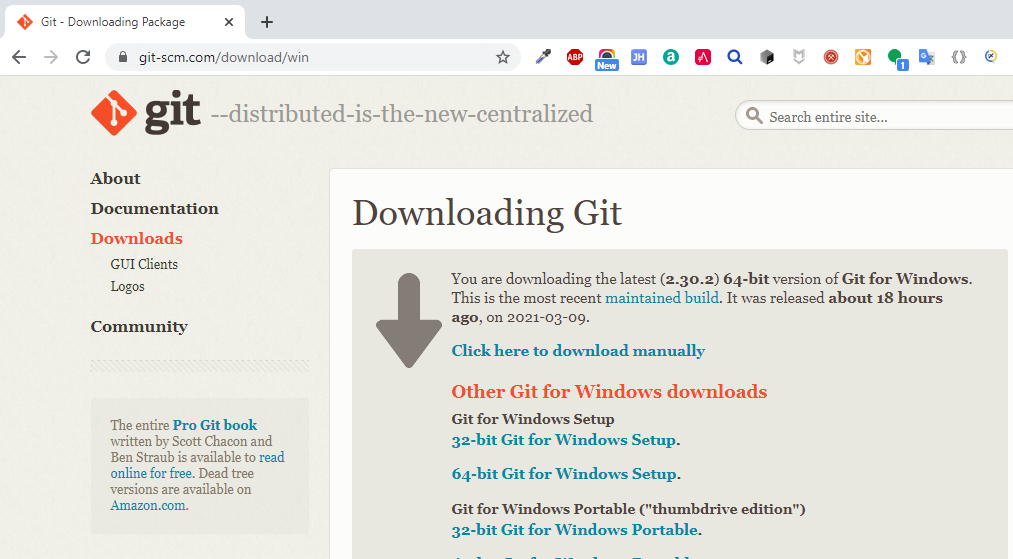 Git - Downloading Package
git-scm.com/download/win
ABP
New
JH
a
1
git --distributed-is-the-new-centralized
Search entire site...
About
Documentation
Downloads
GUI Clients
Logos
Community
The entire Pro Git book
written by Scott Chacon and
Ben Straub is available to read
online for free. Dead tree
versions are available on
Amazon.com.
Downloading Git
You are downloading the latest (2.30.2) 64-bit version of Git for Windows.
This is the most recent maintained build. It was released about 18 hours
ago, on 2021-03-09.
Click here to download manually
Other Git for Windows downloads
Git for Windows Setup
32-bit Git for Windows Setup.
64-bit Git for Windows Setup.
Git for Windows Portable ("thumbdrive edition")
32-bit Git for Windows Portable.